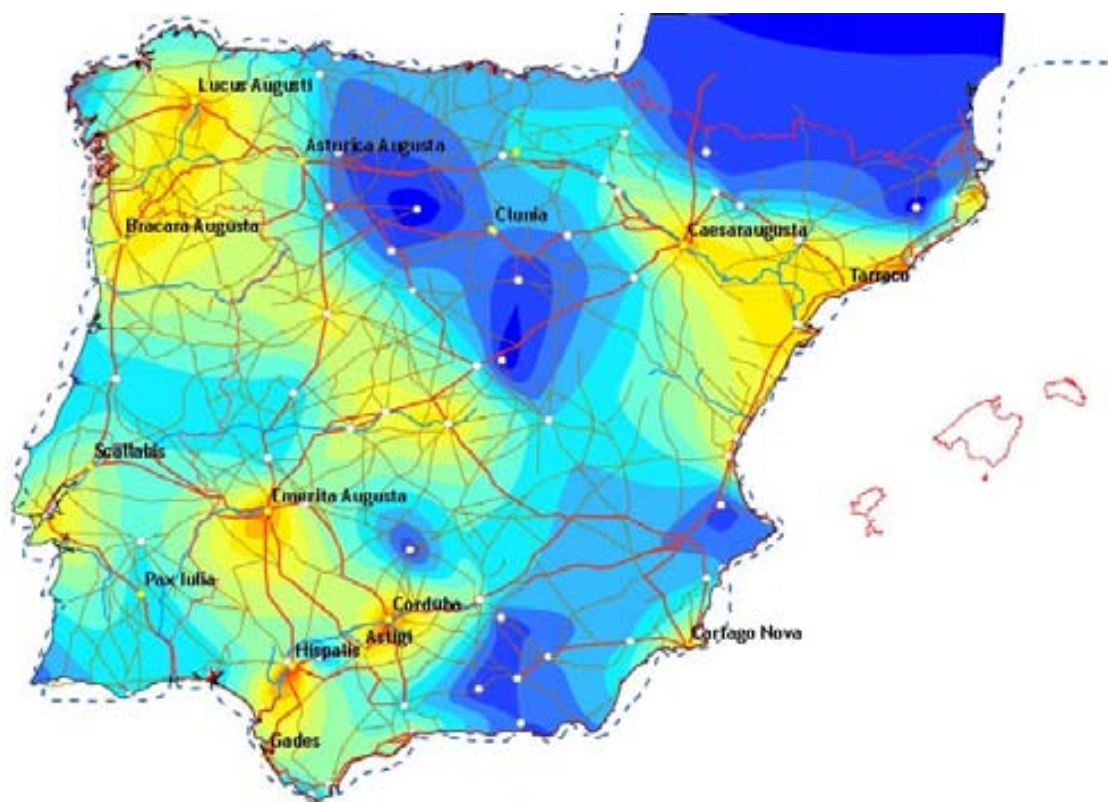 Lucus Augusti
Asturica Augusta
Bracara Augusta
Clunia
Caesaraugusta
Tarraco
Scallabis
Emerita Augusta
Pax Iulia
Corduba
Astigi
Hispalis
Cartago Nova
Gades